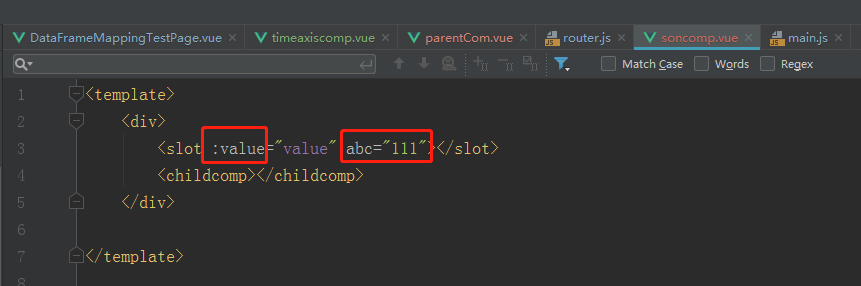 DataFrameMappingTestPage.vue × timeaxiscomp.vue × parentCom.vue × router.js × soncomp.vue × main.js ×
Match Case Words Regex
1 <template>
2 <div>
3 <slot :value="value" abc="111"></slot>
4 <childcomp></childcomp>
5 </div>
6
7 </template>
8